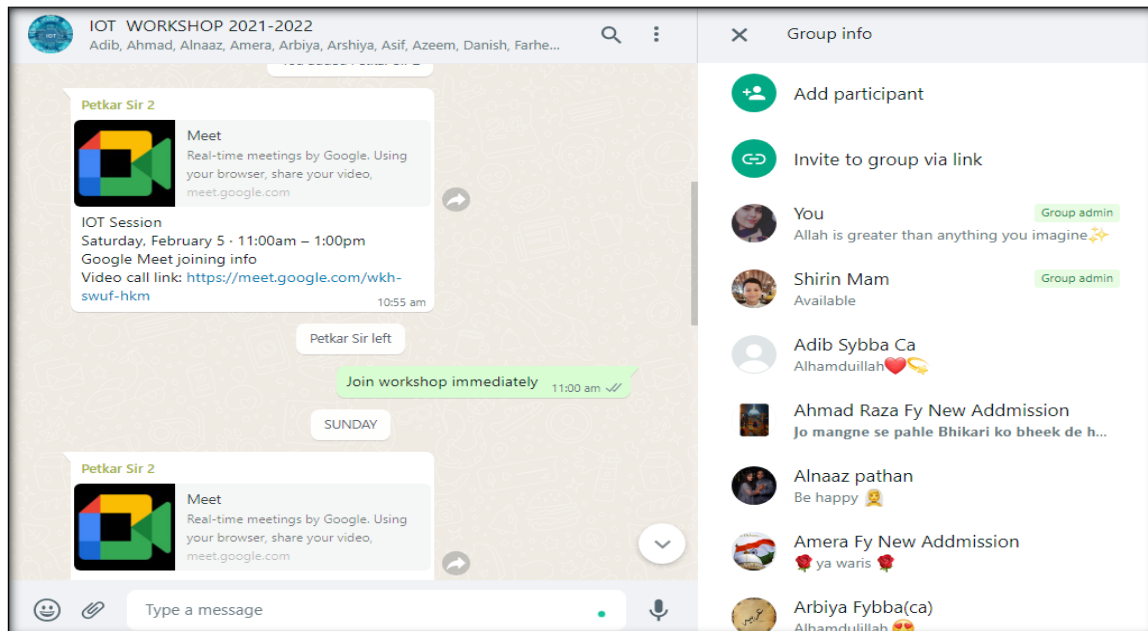 IOT WORKSHOP 2021-2022
Adib, Ahmad, Alnaaz, Amera, Arbiya, Arshiya, Asif, Azeem, Danish, Farhe...
You added Petkar Sir 2
Petkar Sir 2
Meet
Real-time meetings by Google. Using
your browser, share your video,
meet.google.com
IOT Session
Saturday, February 5 · 11:00am – 1:00pm
Google Meet joining info
Video call link: https://meet.google.com/wkh-
swuf-hkm
10:55 am
Petkar Sir left
Join workshop immediately 11:00 am
SUNDAY
Petkar Sir 2
Meet
Real-time meetings by Google. Using
your browser, share your video,
meet.google.com
Type a message
Group info
Add participant
Invite to group via link
You
Group admin
Allah is greater than anything you imagine✨
Shirin Mam
Group admin
Available
Adib Sybba Ca
Alhamduillah❤️💫
Ahmad Raza Fy New Addmission
Jo mangne se pahle Bhikari ko bheek de h...
Alnaaz pathan
Be happy 👰
Amera Fy New Addmission
🌹 ya waris 🌹
Arbiya Fybba(ca)
Alhamdulillah 😍